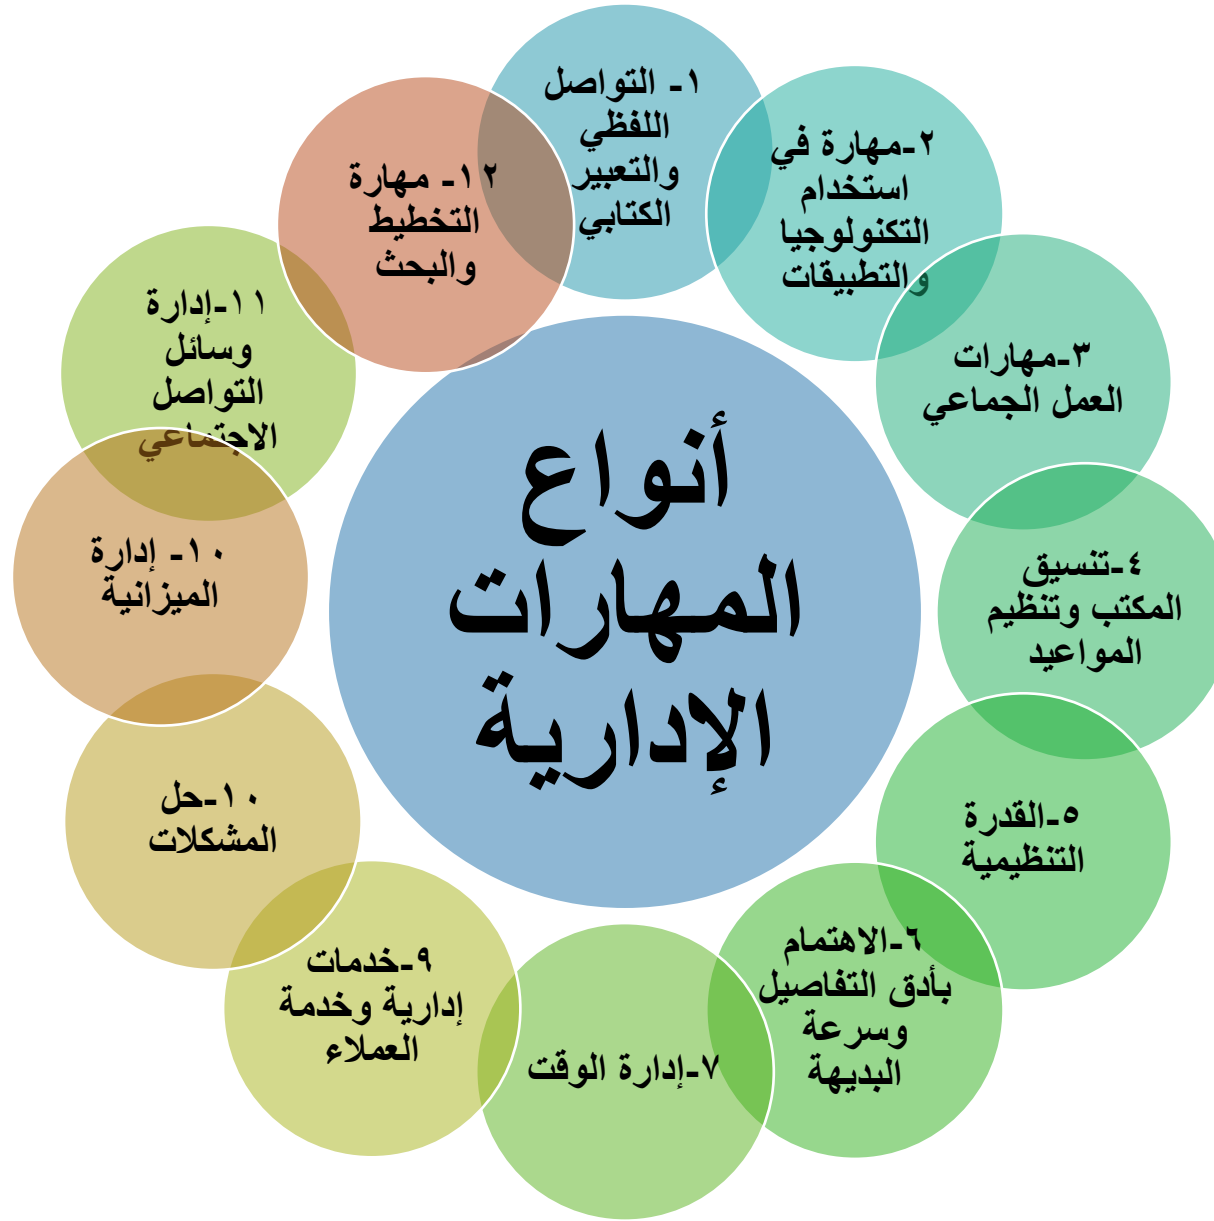 أنواع
المهارات
الإدارية
١- التواصل
اللفظي
والتعبير
الكتابي
٢-مهارة في
استخدام
التكنولوجيا
والتطبيقات
٣-مهارات
العمل الجماعي
٤-تنسيق
المكتب وتنظيم
المواعيد
٥-القدرة
التنظيمية
٦-الاهتمام
بأدق التفاصيل
وسرعة
البديهة
٧-إدارة الوقت
٩-خدمات
إدارية وخدمة
العملاء
١٠-حل
المشكلات
١٠- إدارة
الميزانية
١١-إدارة
وسائل
التواصل
الاجتماعي
١٢- مهارة
التخطيط
والبحث